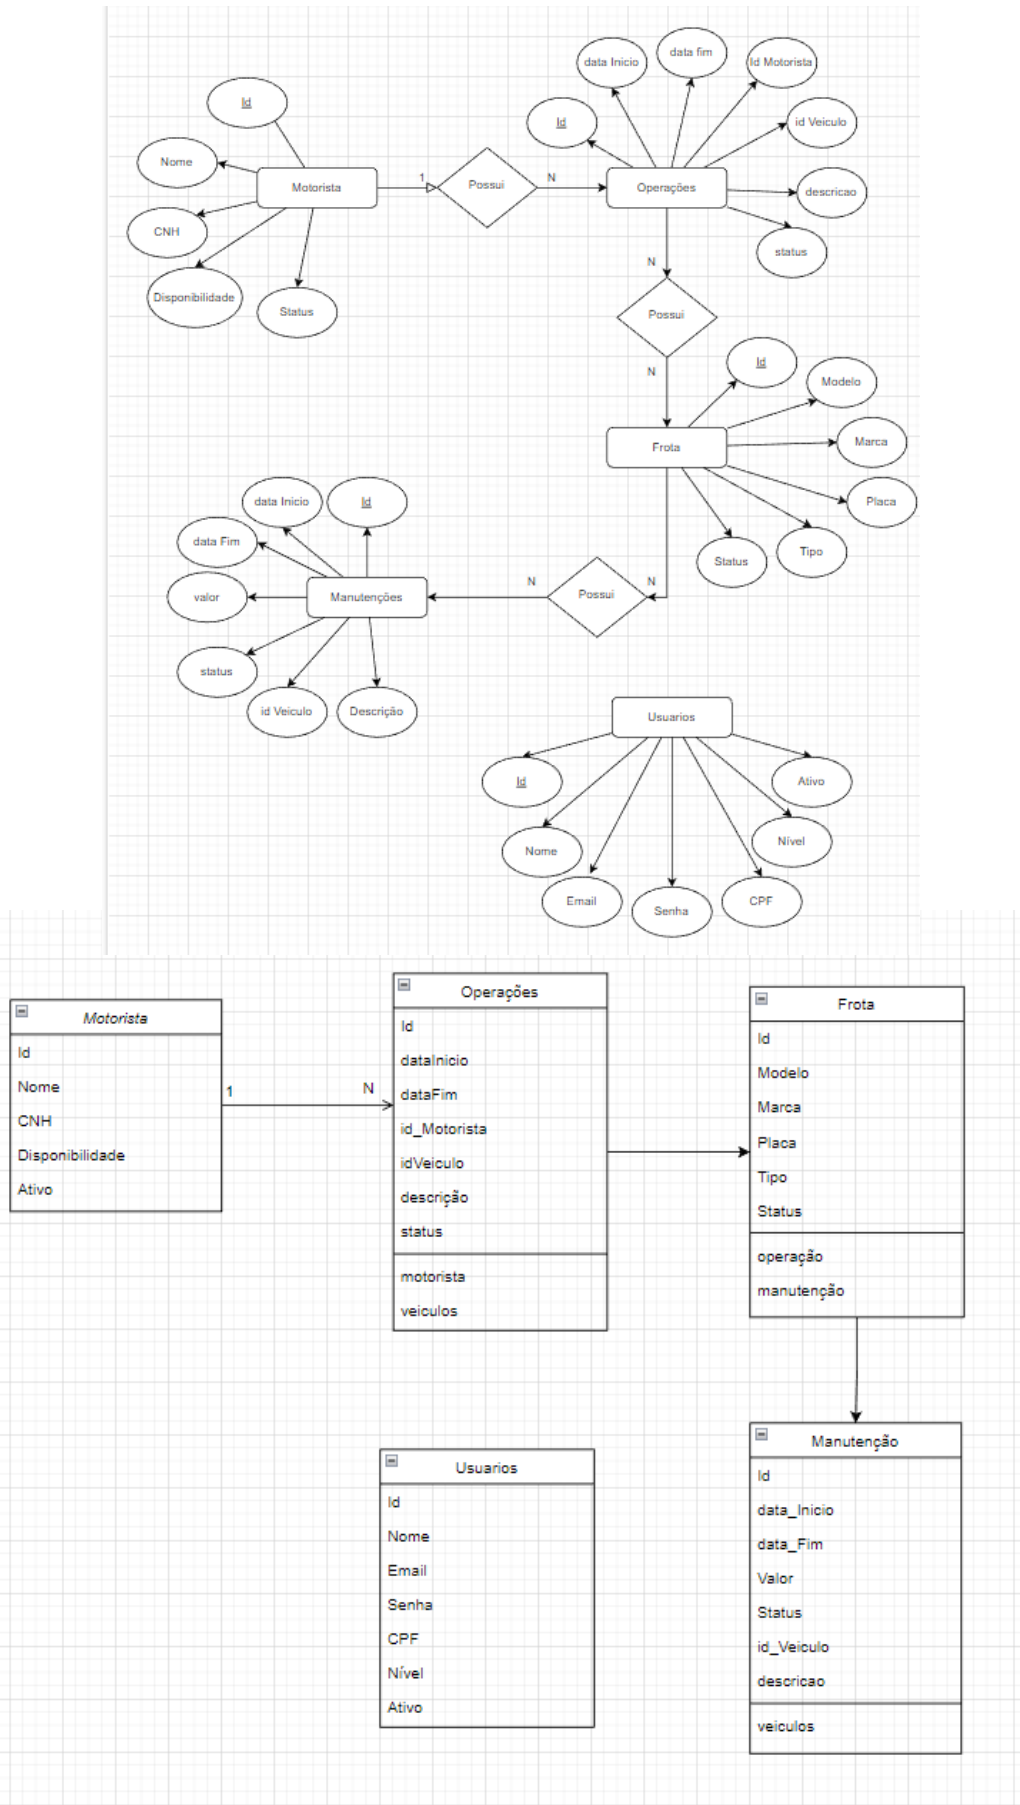 data Inicio
data fim
Id Motorista
Id
id Veiculo
Id
Nome
Motorista
1
Possui
N
Operações
descricao
CNH
status
Disponibilidade
Status
N
Possui
N
Id
Modelo
Frota
Marca
Placa
Tipo
Status
data Inicio
Id
data Fim
valor
Manutenções
N
Possui
N
status
id Veiculo
Descrição
Usuarios
Id
Ativo
Nome
Nível
Email
Senha
CPF
Motorista
Id
Nome
CNH
Disponibilidade
Ativo
1
N
Operações
Id
dataInicio
dataFim
id_Motorista
idVeiculo
descrição
status
motorista
veiculos
Frota
Id
Modelo
Marca
Placa
Tipo
Status
operação
manutenção
Usuarios
Id
Nome
Email
Senha
CPF
Nível
Ativo
Manutenção
Id
data_Inicio
data_Fim
Valor
Status
id_Veiculo
descricao
veiculos